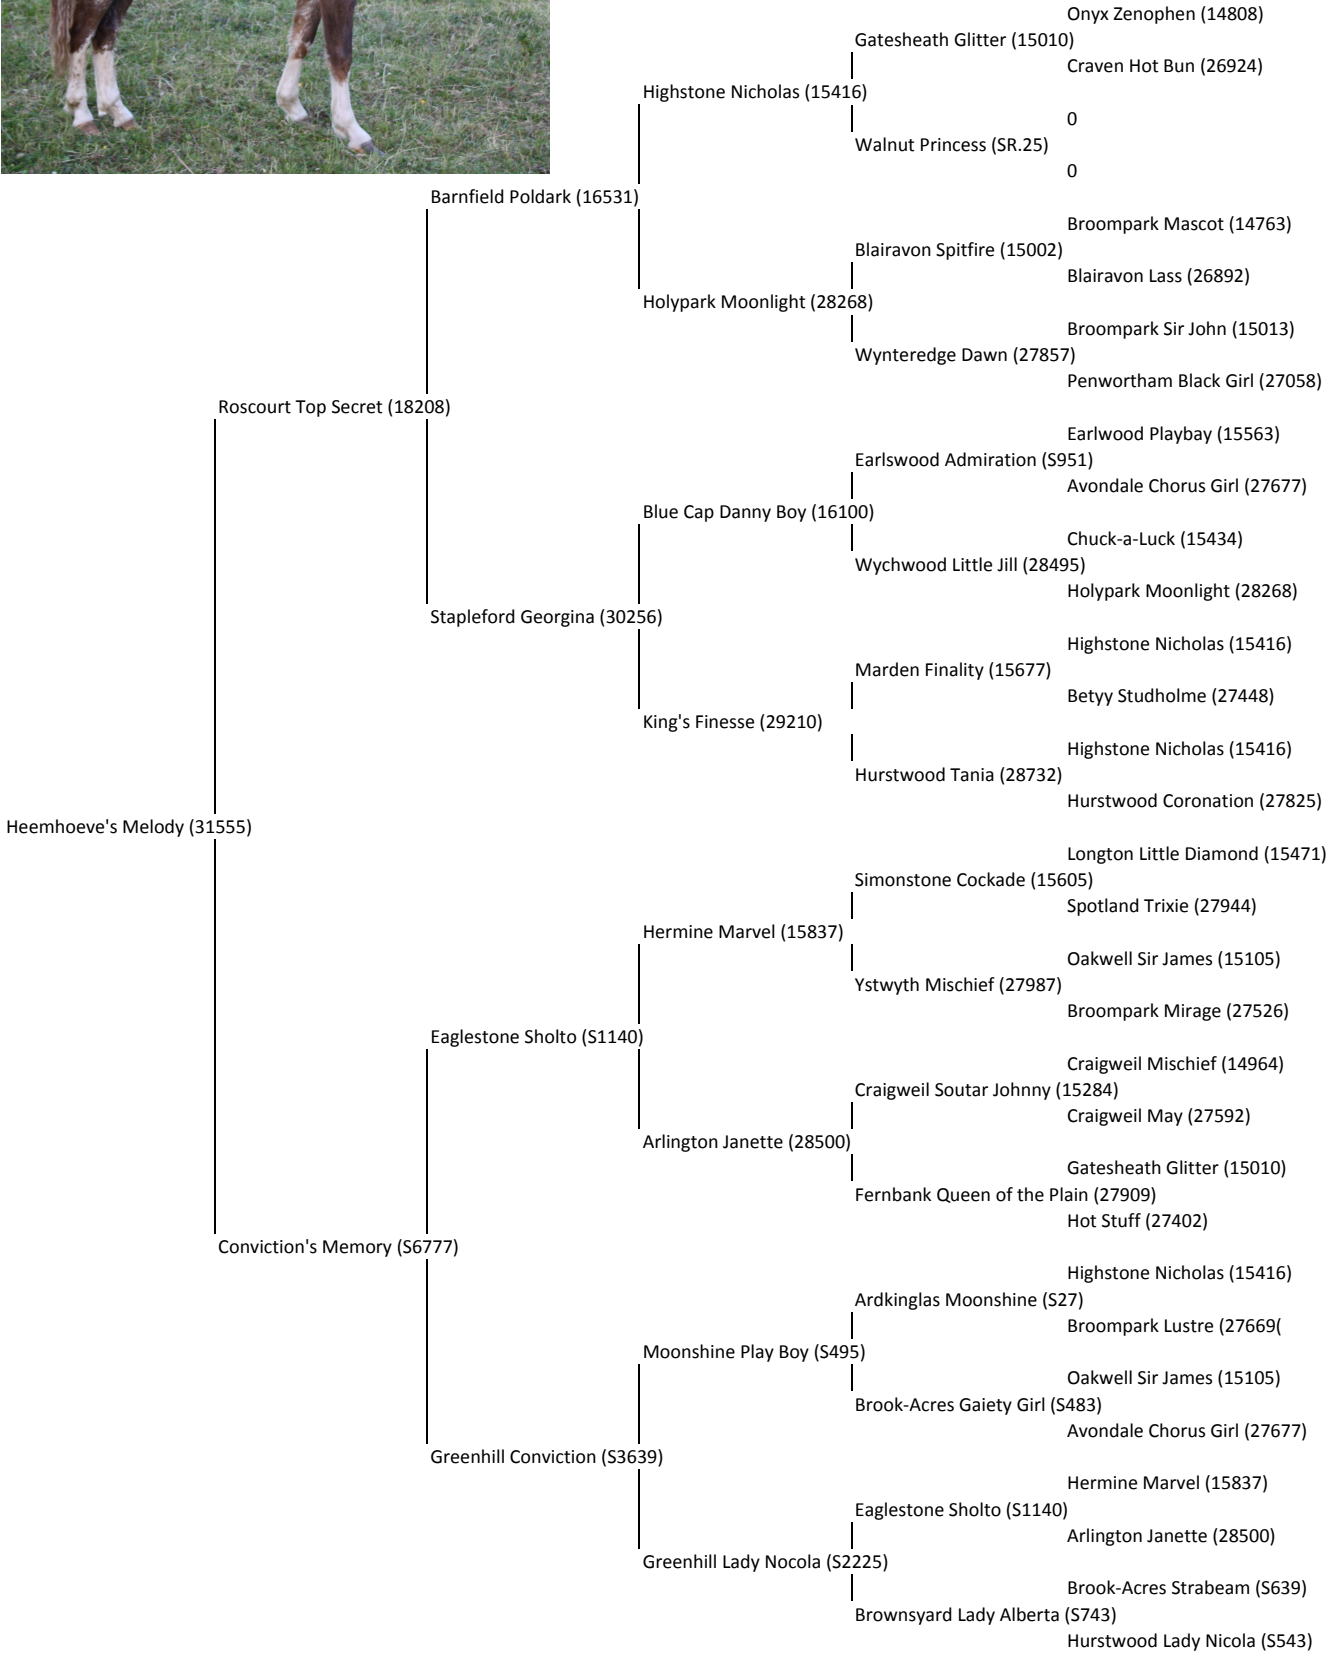 Onyx Zenophen (14808)
Gatesheath Glitter (15010)
Craven Hot Bun (26924)
Highstone Nicholas (15416)
0
Walnut Princess (SR.25)
0
Barnfield Poldark (16531)
Broompark Mascot (14763)
Blairavon Spitfire (15002)
Blairavon Lass (26892)
Holypark Moonlight (28268)
Broompark Sir John (15013)
Wynteredge Dawn (27857)
Penwortham Black Girl (27058)
Roscourt Top Secret (18208)
Earlwood Playbay (15563)
Earlswood Admiration (S951)
Avondale Chorus Girl (27677)
Blue Cap Danny Boy (16100)
Chuck-a-Luck (15434)
Wychwood Little Jill (28495)
Holypark Moonlight (28268)
Stapleford Georgina (30256)
Highstone Nicholas (15416)
Marden Finality (15677)
Betyy Studholme (27448)
King's Finesse (29210)
Highstone Nicholas (15416)
Hurstwood Tania (28732)
Hurstwood Coronation (27825)
Heemhoeve's Melody (31555)
Longton Little Diamond (15471)
Simonstone Cockade (15605)
Spotland Trixie (27944)
Hermine Marvel (15837)
Oakwell Sir James (15105)
Ystwyth Mischief (27987)
Broompark Mirage (27526)
Eaglestone Sholto (S1140)
Craigweil Mischief (14964)
Craigweil Soutar Johnny (15284)
Craigweil May (27592)
Arlington Janette (28500)
Gatesheath Glitter (15010)
Fernbank Queen of the Plain (27909)
Hot Stuff (27402)
Conviction's Memory (S6777)
Highstone Nicholas (15416)
Ardkinglas Moonshine (S27)
Broompark Lustre (27669(
Moonshine Play Boy (S495)
Oakwell Sir James (15105)
Brook-Acres Gaiety Girl (S483)
Avondale Chorus Girl (27677)
Greenhill Conviction (S3639)
Hermine Marvel (15837)
Eaglestone Sholto (S1140)
Arlington Janette (28500)
Greenhill Lady Nocola (S2225)
Brook-Acres Strabeam (S639)
Brownsyard Lady Alberta (S743)
Hurstwood Lady Nicola (S543)